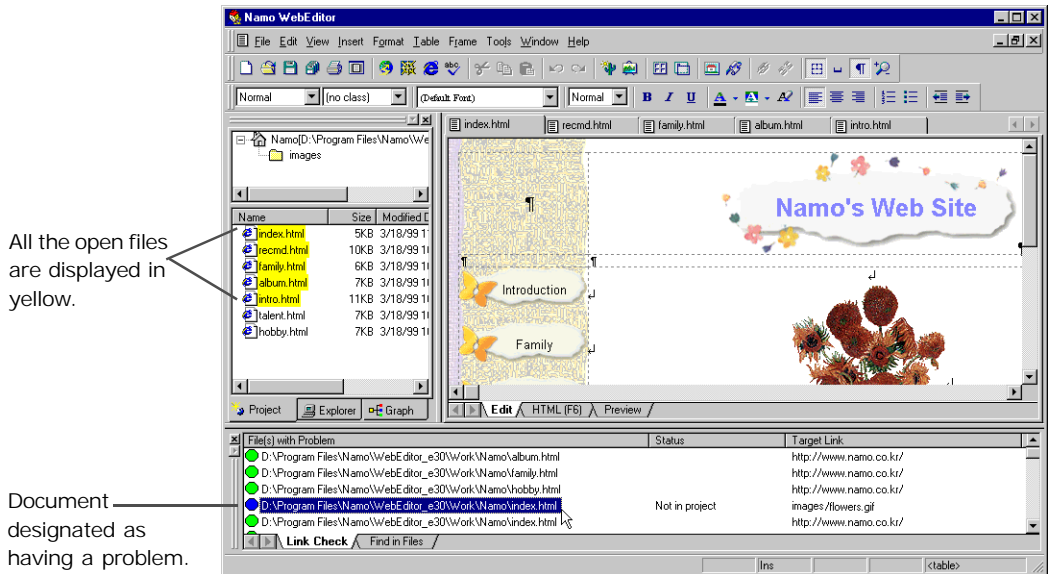 Namo WebEditor
File Edit View Insert Format Table Frame Tools Window Help
Normal (no class) (Default Font) Normal B I U A A A
Namo[D:\Program Files\Namo\We
images
Name Size Modified D
index.html 5KB 3/18/99 1
recmd.html 10KB 3/18/99 1
family.html 6KB 3/18/99 1
album.html 7KB 3/18/99 1
intro.html 11KB 3/18/99 1
talent.html 7KB 3/18/99 1
hobby.html 7KB 3/18/99 1
Project Explorer Graph
All the open files
are displayed in
yellow.
index.html recmd.html family.html album.html intro.html
Namo's Web Site
Introduction
Family
Edit HTML (F6) Preview
File(s) with Problem Status Target Link
D:\Program Files\Namo\WebEditor_e30\Work\Namo\album.html http://www.namo.co.kr/
D:\Program Files\Namo\WebEditor_e30\Work\Namo\family.html http://www.namo.co.kr/
D:\Program Files\Namo\WebEditor_e30\Work\Namo\hobby.html http://www.namo.co.kr/
D:\Program Files\Namo\WebEditor_e30\Work\Namo\index.html Not in project images/flowers.gif
D:\Program Files\Namo\WebEditor_e30\Work\Namo\index.html http://www.namo.co.kr/
Link Check Find in Files
Document
designated as
having a problem.
Ins <table>